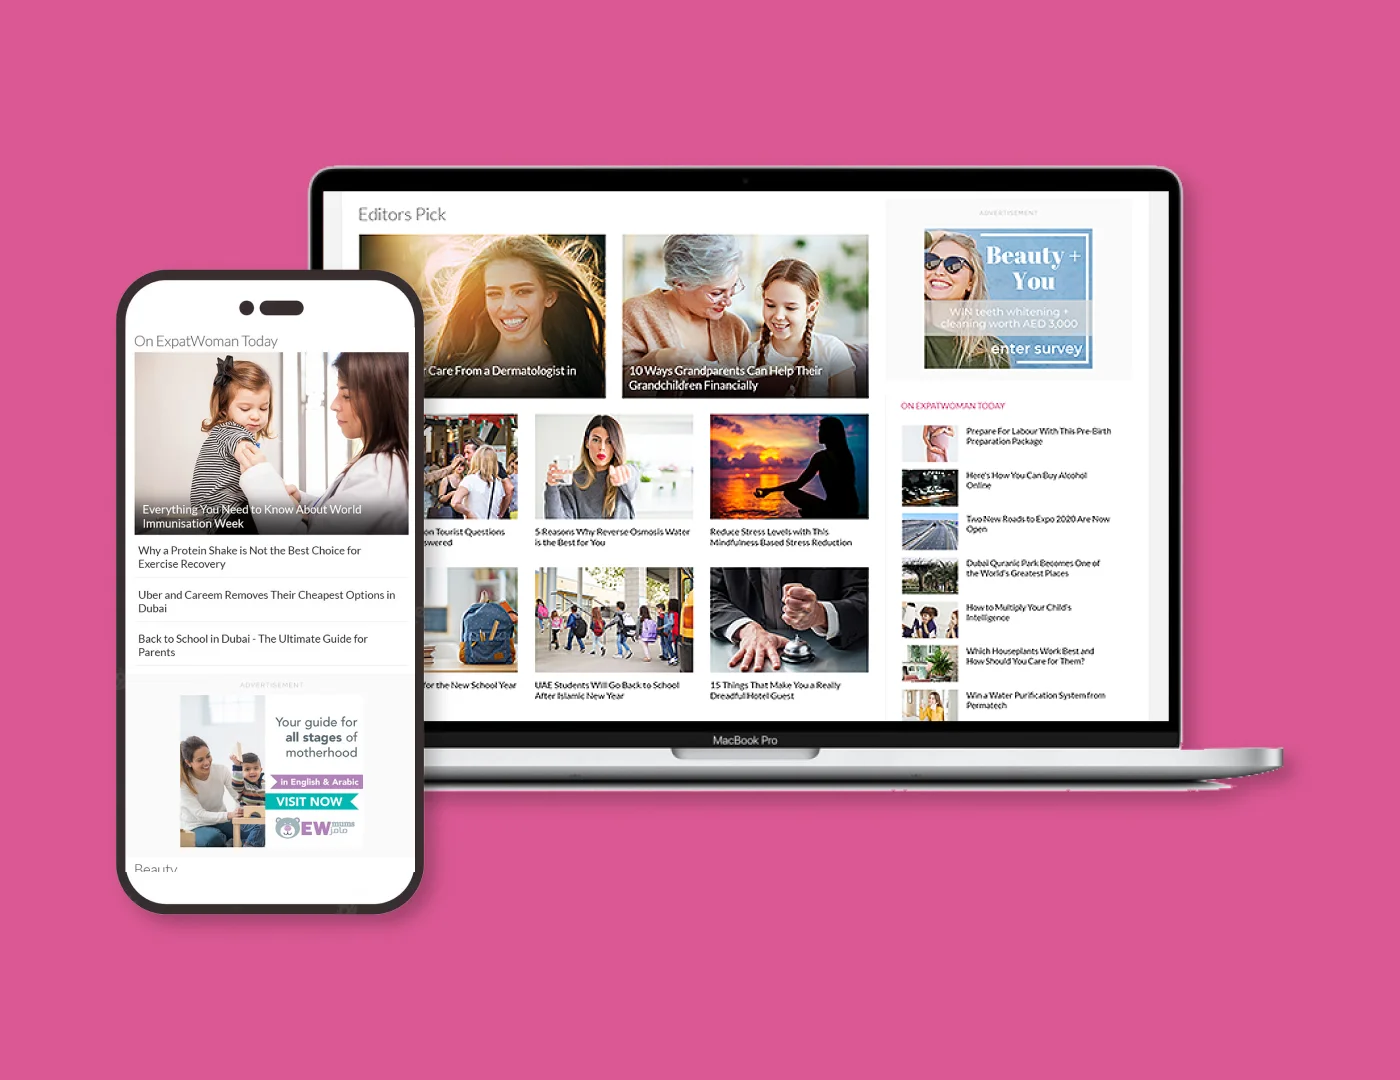 Editors Pick
r Care From a Dermatologist in
10 Ways Grandparents Can Help Their
Grandchildren Financially
on Tourist Questions
swered
5 Reasons Why Reverse Osmosis Water
is the Best for You
Reduce Stress Levels with This
Mindfulness Based Stress Reduction
for the New School Year
UAE Students Will Go Back to School
After Islamic New Year
15 Things That Make You a Really
Dreadful Hotel Guest
ADVERTISEMENT
Beauty +
You
WIN teeth whitening +
cleaning worth AED 3,000
enter survey
ON EXPATWOMAN TODAY
Prepare For Labour With This Pre-Birth
Preparation Package
Here's How You Can Buy Alcohol
Online
Two New Roads to Expo 2020 Are Now
Open
Dubai Quranic Park Becomes One of
the World's Greatest Places
How to Multiply Your Child's
Intelligence
Which Houseplants Work Best and
How Should You Care for Them?
Win a Water Purification System from
Permatech
MacBook Pro
On ExpatWoman Today
Everything You Need to Know About World
Immunisation Week
Why a Protein Shake is Not the Best Choice for
Exercise Recovery
Uber and Careem Removes Their Cheapest Options in
Dubai
Back to School in Dubai - The Ultimate Guide for
Parents
ADVERTISEMENT
Your guide for
all stages of
motherhood
in English & Arabic
VISIT NOW
EW mums
Beauty